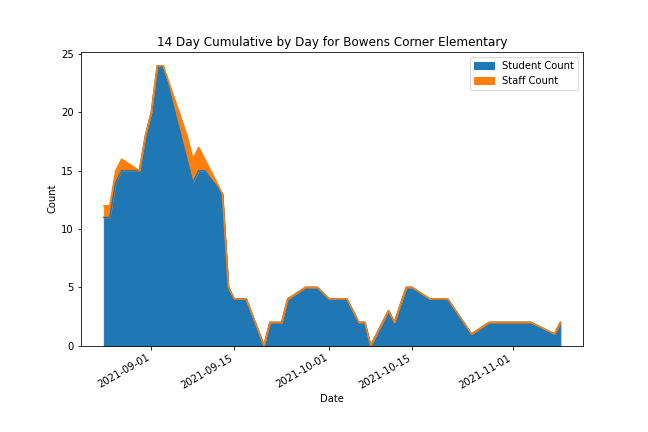 14 Day Cumulative by Day for Bowens Corner Elementary
Student Count
Staff Count
Count
25
20
15
10
5
0
2021-09-01
2021-09-15
2021-10-01
2021-10-15
2021-11-01
Date